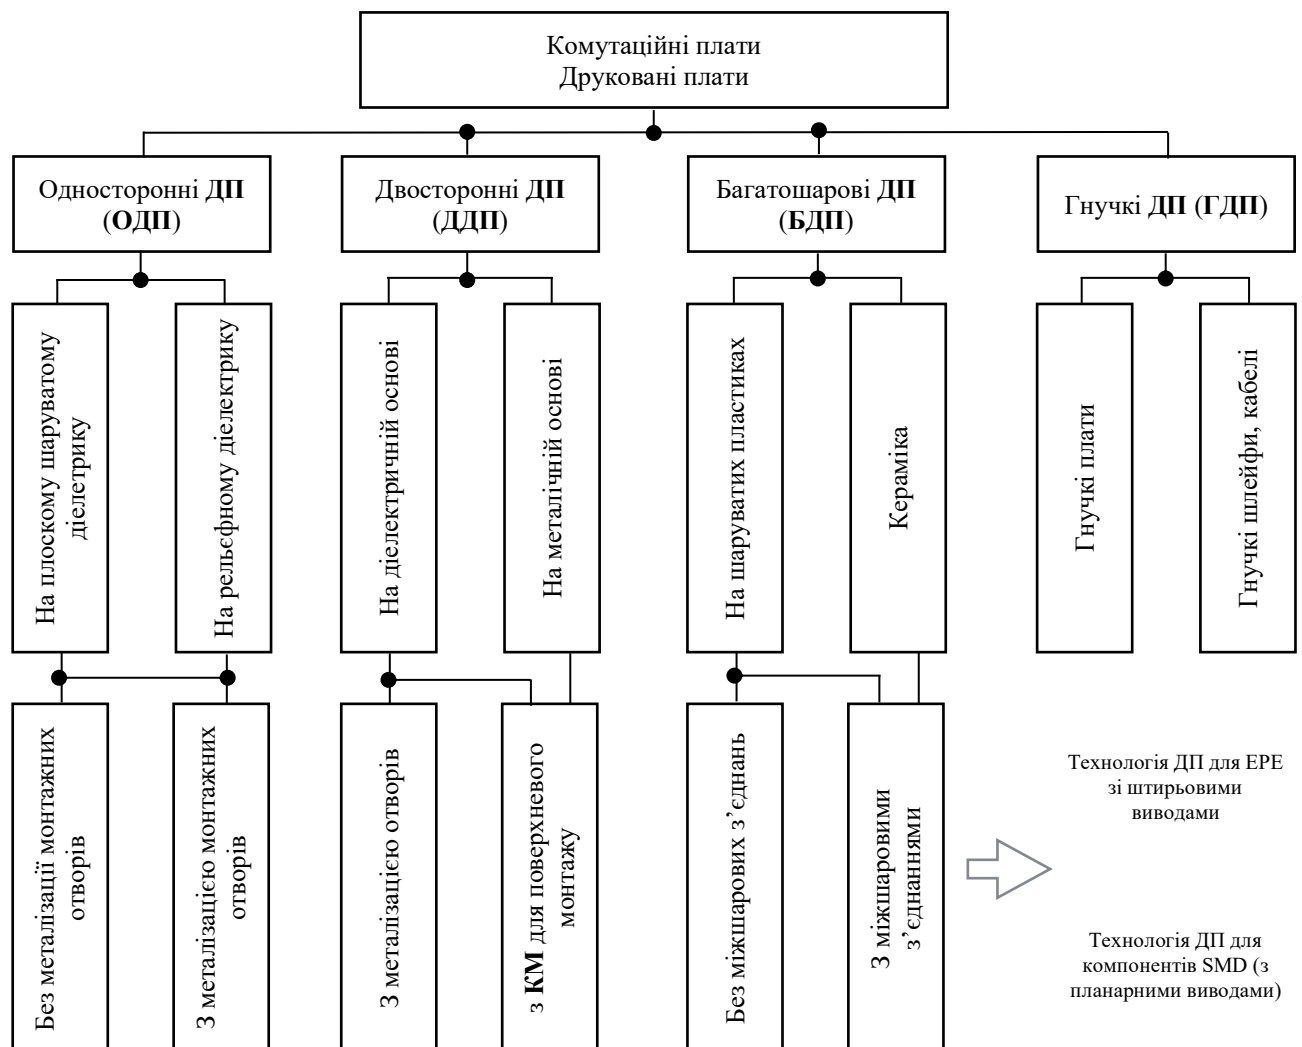 Комутаційні плати
Друковані плати
Односторонні ДП
(ОДП)
Двосторонні ДП
(ДДП)
Багатошарові ДП
(БДП)
Гнучкі ДП (ГДП)
На плоскому шаруватому
діелетрику
На рельєфному діелектрику
На діелектричній основі
На металічній основі
На шаруватих пластиках
Кераміка
Гнучкі плати
Гнучкі шлейфи, кабелі
Без металізації монтажних
отворів
З металізацією монтажних
отворів
З металізацією отворів
з КМ для поверхневого
монтажу
Без міжшарових з’єднань
З міжшаровими
з’єднаннями
Технологія ДП для ЕРЕ
зі штирьовими
виводами
Технологія ДП для
компонентів SMD (з
планарними виводами)